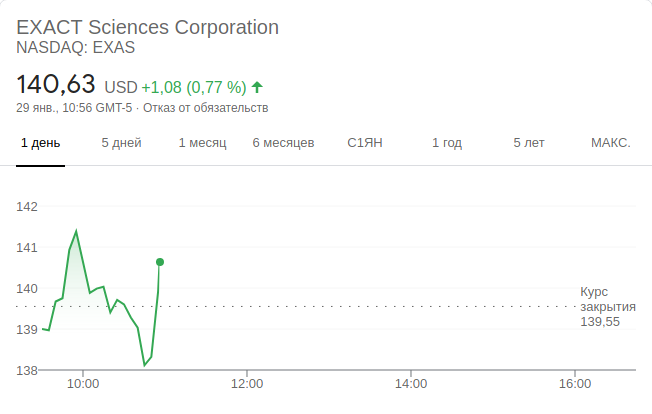 EXACT Sciences Corporation
NASDAQ: EXAS
140,63 USD +1,08 (0,77 %)
29 янв., 10:56 GMT-5 · Отказ от обязательств
1 день 5 дней 1 месяц 6 месяцев С1ЯН 1 год 5 лет МАКС.
142
141
140
139
138
Курс
закрытия
139,55
10:00 12:00 14:00 16:00